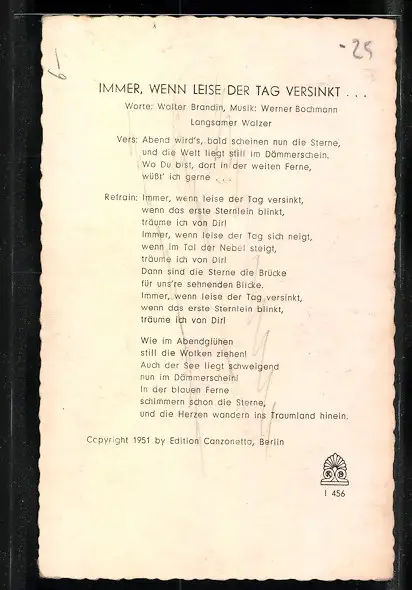 -25
IMMER, WENN LEISE DER TAG VERSINKT . . .
Worte: Walter Brandin, Musik: Werner Bochmann
Langsamer Walzer
Vers: Abend wird's, bald scheinen nun die Sterne,
und die Welt liegt still im Dämmerschein.
Wo Du bist, dort in der weiten Ferne,
wüßt' ich gerne . . .
Refrain: Immer, wenn leise der Tag versinkt,
wenn das erste Sternlein blinkt,
träume ich von Dir!
Immer, wenn leise der Tag sich neigt,
wenn im Tal der Nebel steigt,
träume ich von Dir!
Dann sind die Sterne die Brücke
für uns're sehnenden Blicke.
Immer, wenn leise der Tag versinkt,
wenn das erste Sternlein blinkt,
träume ich von Dir!
Wie im Abendglühen
still die Wolken ziehen!
Auch der See liegt schweigend
nun im Dämmerschein!
In der blauen Ferne
schimmern schon die Sterne,
und die Herzen wandern ins Traumland hinein.
Copyright 1951 by Edition Canzonetta, Berlin
I 456